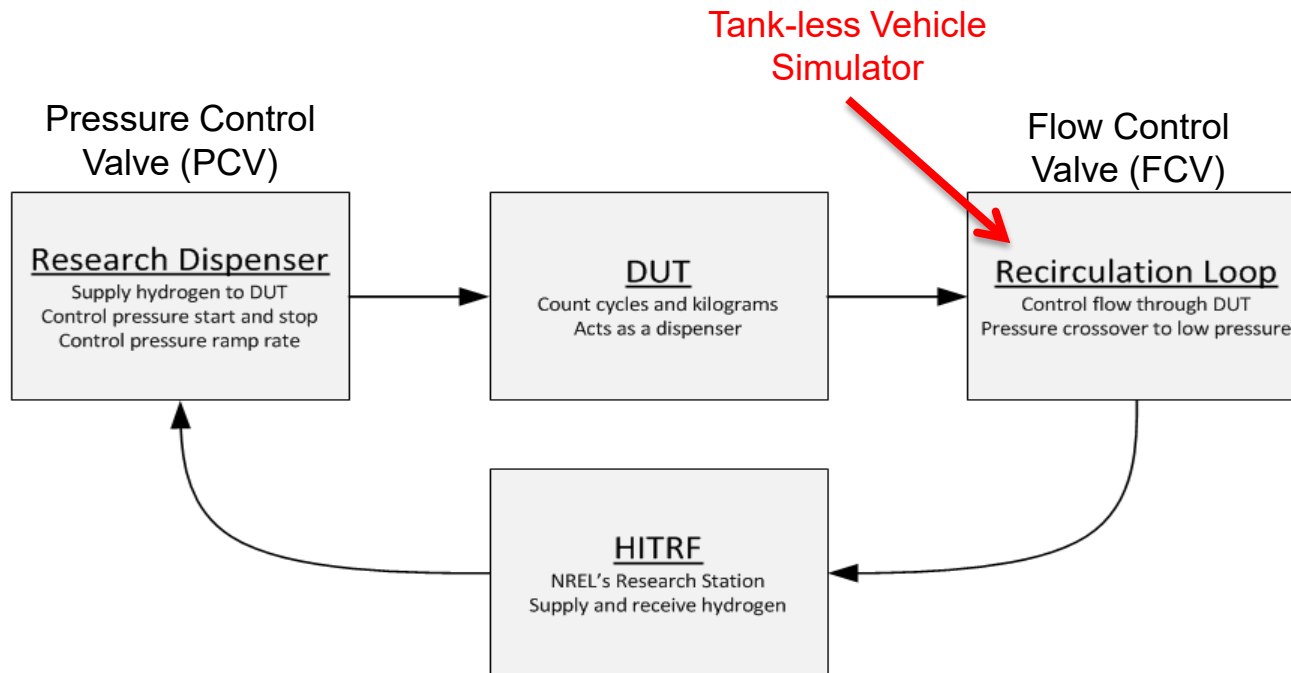 Tank-less Vehicle
Simulator
Pressure Control
Valve (PCV)
Flow Control
Valve (FCV)
Research Dispenser
Supply hydrogen to DUT
Control pressure start and stop
Control pressure ramp rate
DUT
Count cycles and kilograms
Acts as a dispenser
Recirculation Loop
Control flow through DUT
Pressure crossover to low pressure
HITRF
NREL's Research Station
Supply and receive hydrogen